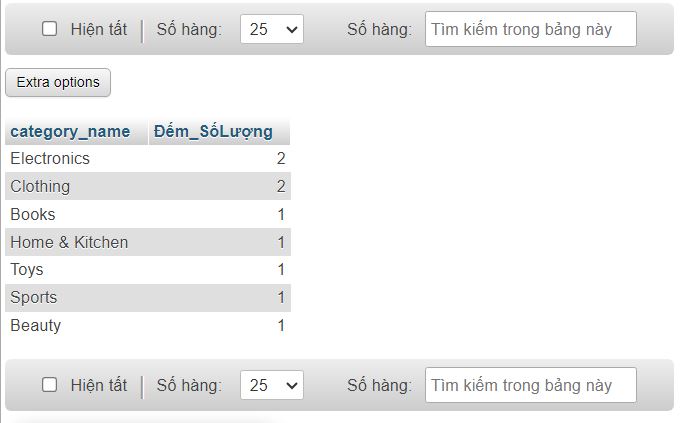 Hiện tất Số hàng: 25 Số hàng: Tìm kiếm trong bảng này
Extra options
category_name Đếm_SốLượng
Electronics 2
Clothing 2
Books 1
Home & Kitchen 1
Toys 1
Sports 1
Beauty 1
Hiện tất Số hàng: 25 Số hàng: Tìm kiếm trong bảng này